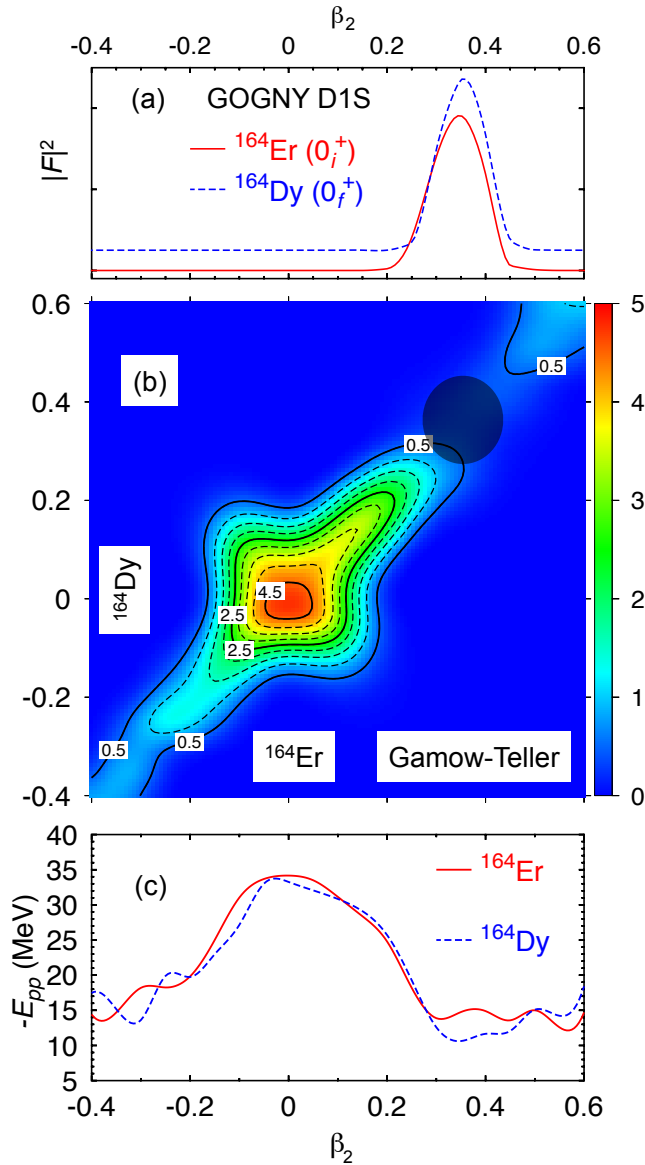 β₂
-0.4 -0.2 0 0.2 0.4 0.6
(a) GOGNY D1S
|F|²
¹⁶⁴Er (0ᵢ⁺)
¹⁶⁴Dy (0_f⁺)
0.6
0.4
0.2
0
-0.2
-0.4
(b)
¹⁶⁴Dy
¹⁶⁴Er
Gamow-Teller
0.5
0.5
4.5
2.5
2.5
0.5
0.5
5
4
3
2
1
0
40
35
30
25
20
15
10
5
-E_pp (MeV)
(c)
¹⁶⁴Er
¹⁶⁴Dy
-0.4 -0.2 0 0.2 0.4 0.6
β₂